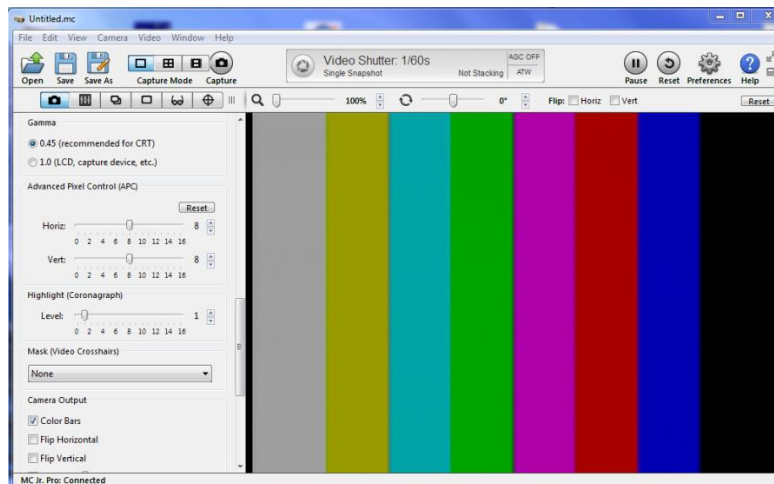 Untitled.mc
File Edit View Camera Video Window Help
Open Save Save As Capture Mode Capture
Video Shutter: 1/60s
Single Snapshot Not Stacking
AGC OFF
ATW
Pause Reset Preferences Help
100% 0° Flip: Horiz Vert Reset
Gamma
0.45 (recommended for CRT)
1.0 (LCD, capture device, etc.)
Advanced Pixel Control (APC)
Reset
Horiz: 8
0 2 4 6 8 10 12 14 16
Vert: 8
0 2 4 6 8 10 12 14 16
Highlight (Coronagraph)
Level: 1
0 2 4 6 8 10 12 14 16
Mask (Video Crosshairs)
None
Camera Output
Color Bars
Flip Horizontal
Flip Vertical
MC Jr. Pro: Connected